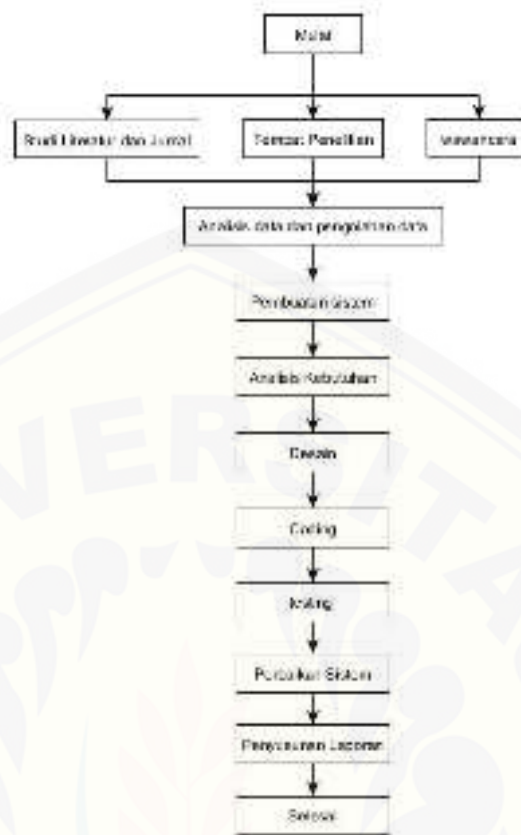 Mulai
Studi Literatur dan Jurnal
Tempat Penelitian
wawancara
Analisis data dan pengolahan data
Pembuatan sistem
Analisis Kebutuhan
Desain
Coding
testing
Perbaikan Sistem
Penyusunan Laporan
Selesai
UNIVERSITAS